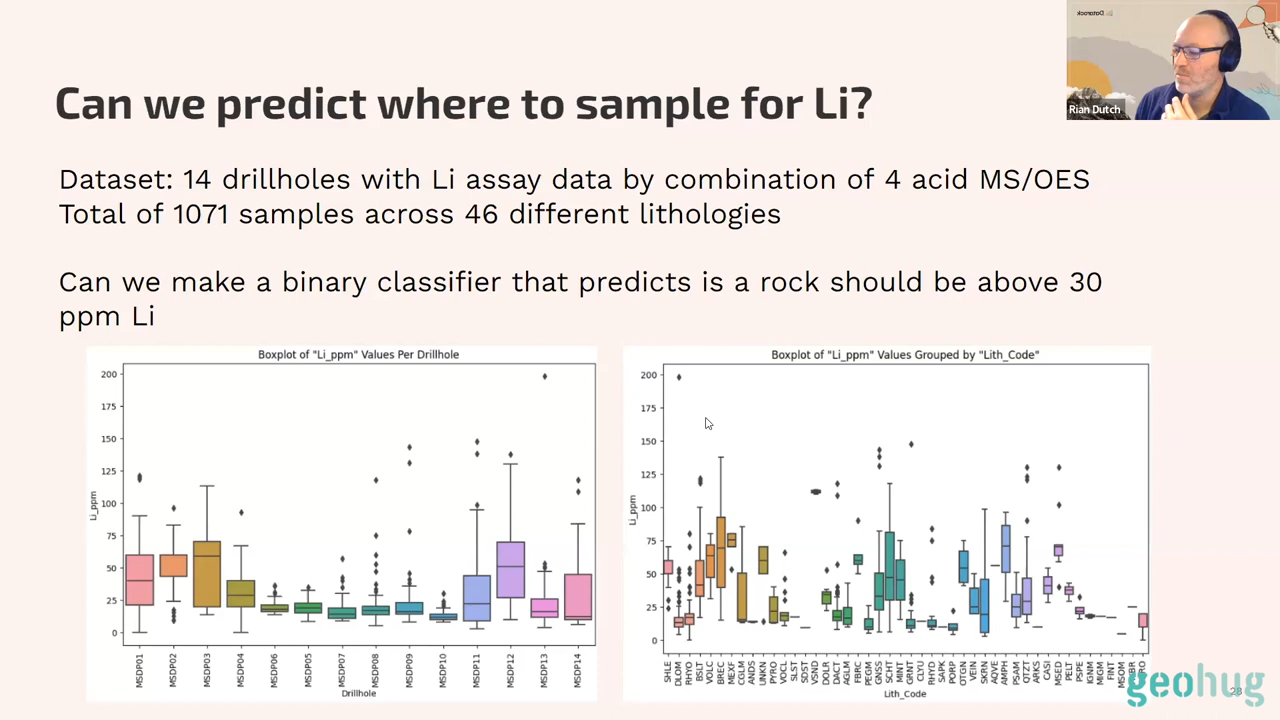 Datarock
Rian Dutch
Can we predict where to sample for Li?
Dataset: 14 drillholes with Li assay data by combination of 4 acid MS/OES
Total of 1071 samples across 46 different lithologies
Can we make a binary classifier that predicts is a rock should be above 30
ppm Li
Boxplot of "Li_ppm" Values Per Drillhole
200
175
150
125
100
75
50
25
0
Li_ppm
MSDP01 MSDP02 MSDP03 MSDP04 MSDP06 MSDP05 MSDP07 MSDP08 MSDP09 MSDP10 MSDP11 MSDP12 MSDP13 MSDP14
Drillhole
Boxplot of "Li_ppm" Values Grouped by "Lith_Code"
200
175
150
125
100
75
50
25
0
Li_ppm
SHLE DLOM RHYO BSLT VOLC BREC MEXF CGLM ANDS UNKN PYRO VOCL SLST SDST VSND DOLR DACT AGLM FBRC PEGM GNSS SCHT MINT GRNT CLYU RHYD SAPK PORP OTGN VEIN SKRN AQVE AMPH PSAM QTZT ARKS CASI MSED PELT PSPE IGNM MIGM FINT MSOM
Lith_Code
geohug
28